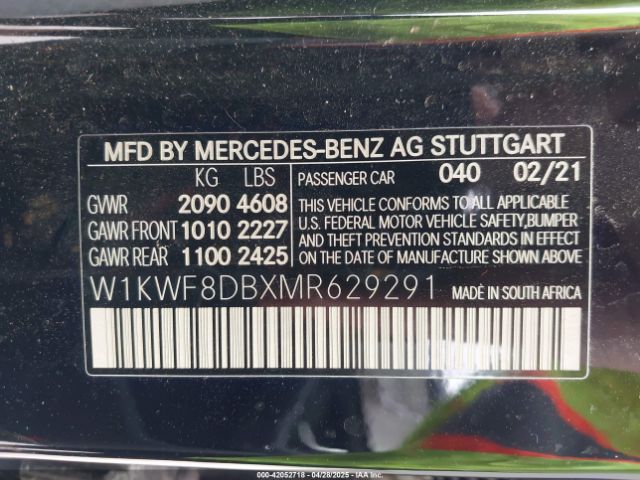 MFD BY MERCEDES-BENZ AG STUTTGART
KG LBS
GVWR 2090 4608
GAWR FRONT 1010 2227
GAWR REAR 1100 2425
PASSENGER CAR 040 02/21
THIS VEHICLE CONFORMS TO ALL APPLICABLE
U.S. FEDERAL MOTOR VEHICLE SAFETY,BUMPER
AND THEFT PREVENTION STANDARDS IN EFFECT
ON THE DATE OF MANUFACTURE SHOWN ABOVE.
W1KWF8DBXMR629291 MADE IN SOUTH AFRICA
000-42052718 - 04/28/2025 - IAA Inc.